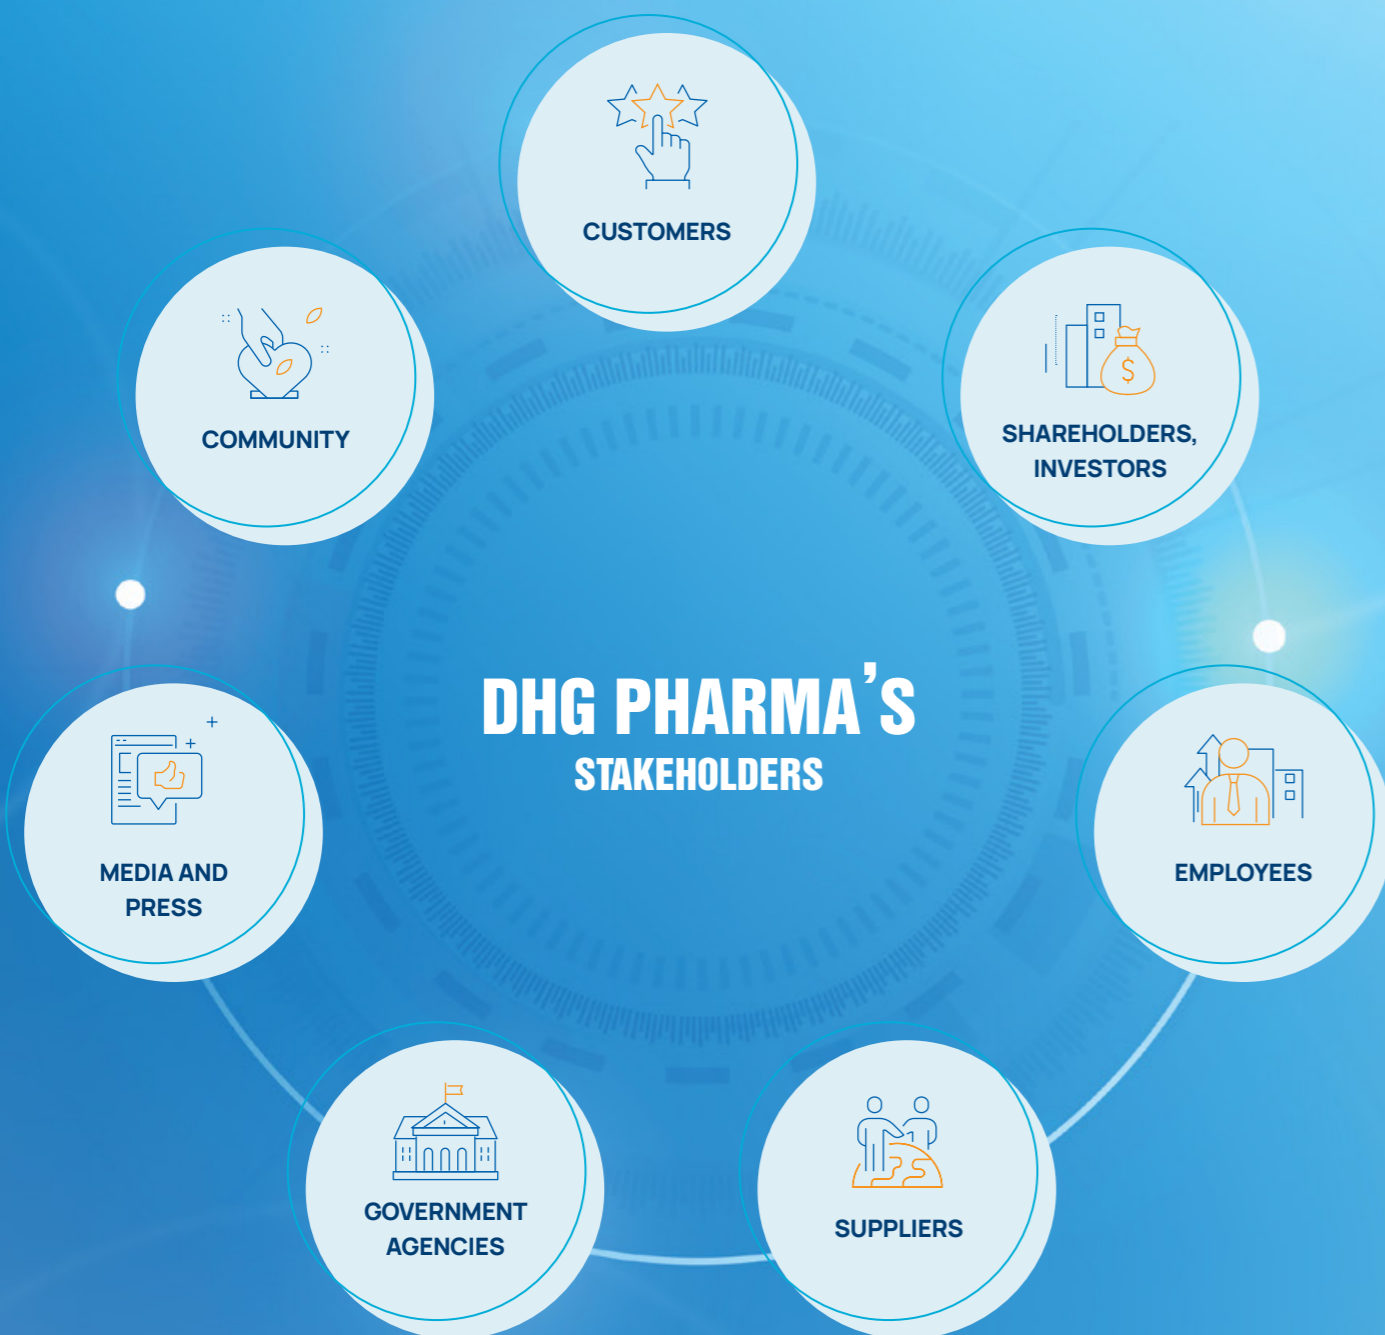 CUSTOMERS
COMMUNITY
SHAREHOLDERS,
INVESTORS
DHG PHARMA'S
STAKEHOLDERS
MEDIA AND
PRESS
EMPLOYEES
GOVERNMENT
AGENCIES
SUPPLIERS
$